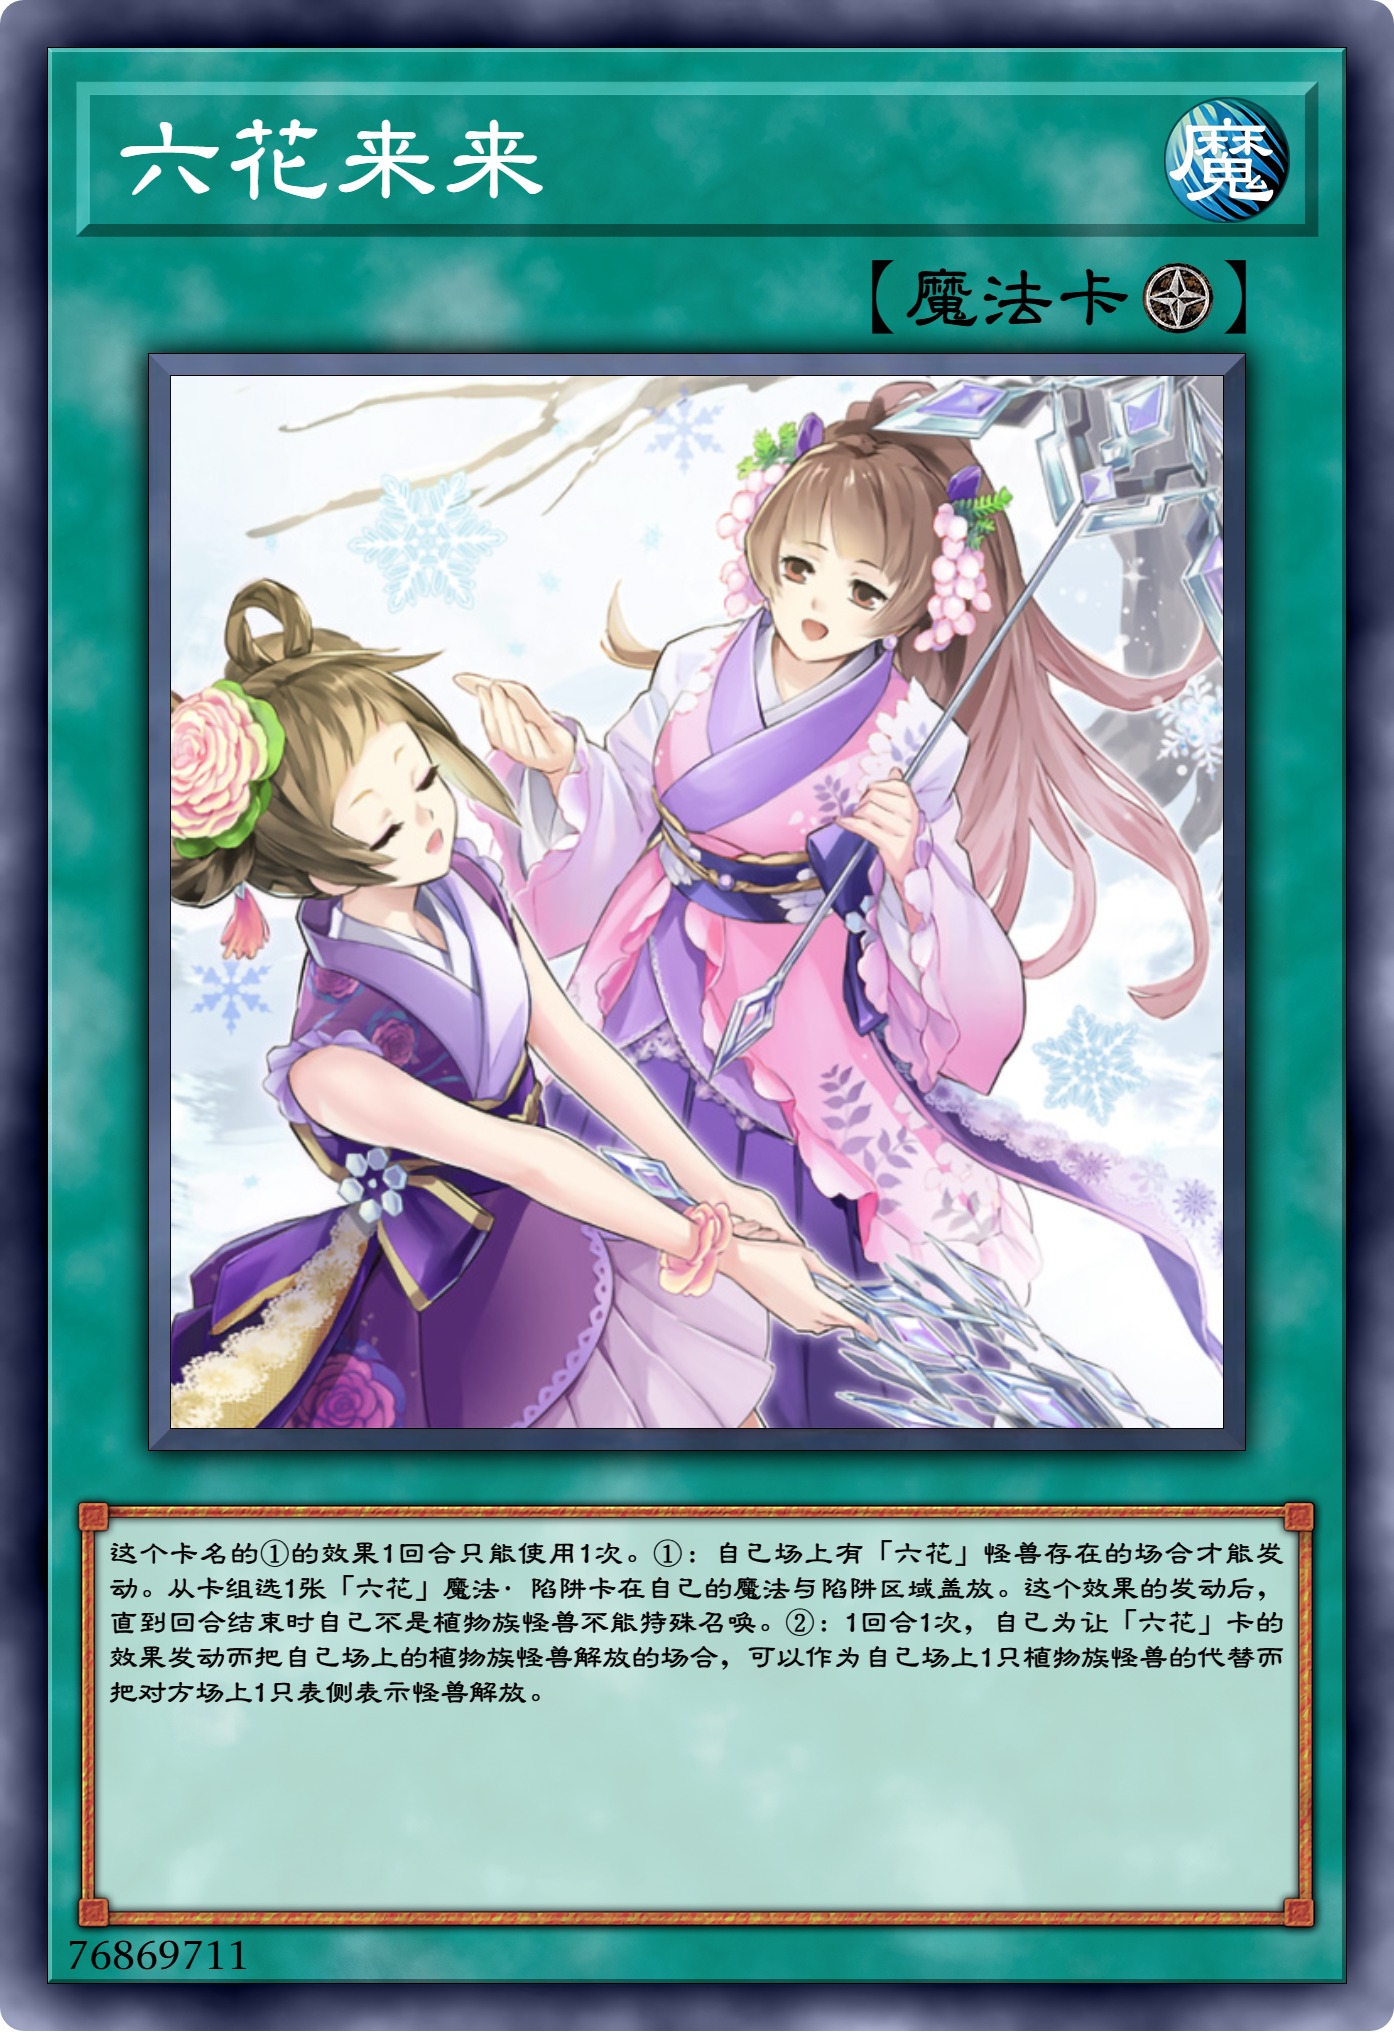 六花来来
魔
【魔法卡】
这个卡名的①的效果1回合只能使用1次。①：自己场上有「六花」怪兽存在的场合才能发
动。从卡组选1张「六花」魔法·陷阱卡在自己的魔法与陷阱区域盖放。这个效果的发动后，
直到回合结束时自己不是植物族怪兽不能特殊召唤。②：1回合1次，自己为让「六花」卡的
效果发动而把自己场上的植物族怪兽解放的场合，可以作为自己场上1只植物族怪兽的代替而
把对方场上1只表侧表示怪兽解放。
76869711